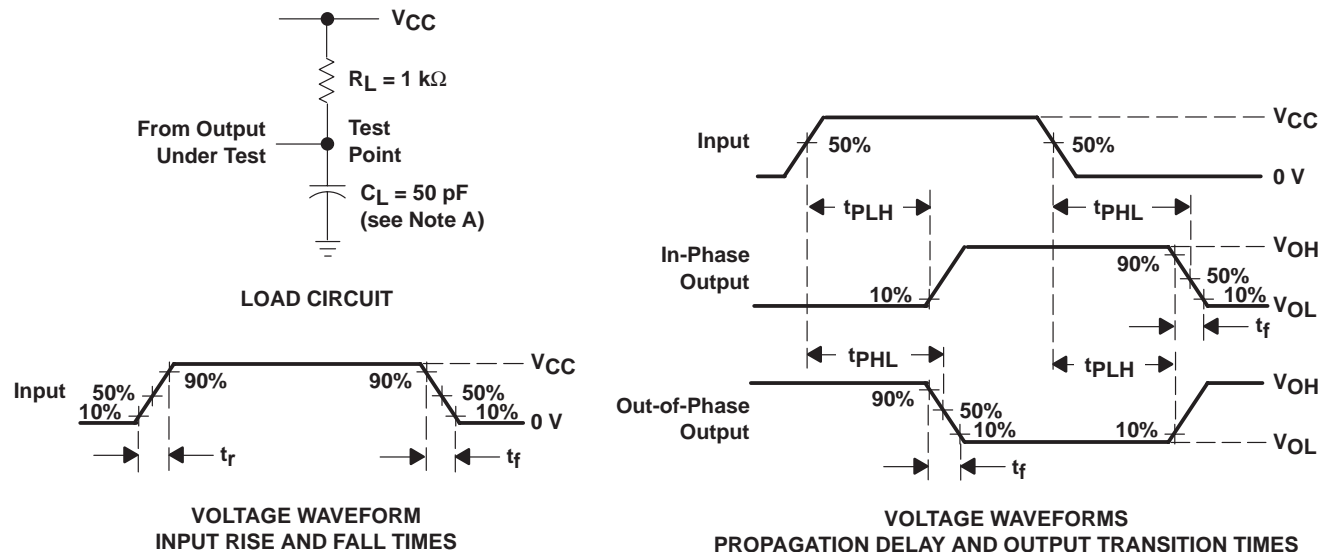 VCC
RL = 1 kΩ
From Output
Under Test
Test
Point
CL = 50 pF
(see Note A)
LOAD CIRCUIT
Input
50%
10%
90%
90%
VCC
50%
10%
0 V
tr
tf
VOLTAGE WAVEFORM
INPUT RISE AND FALL TIMES
Input
50%
50%
VCC
0 V
tPLH
tPHL
In-Phase
Output
10%
90%
VOH
50%
10%
VOL
tf
tPHL
tPLH
Out-of-Phase
Output
90%
50%
10%
10%
VOH
VOL
tf
VOLTAGE WAVEFORMS
PROPAGATION DELAY AND OUTPUT TRANSITION TIMES